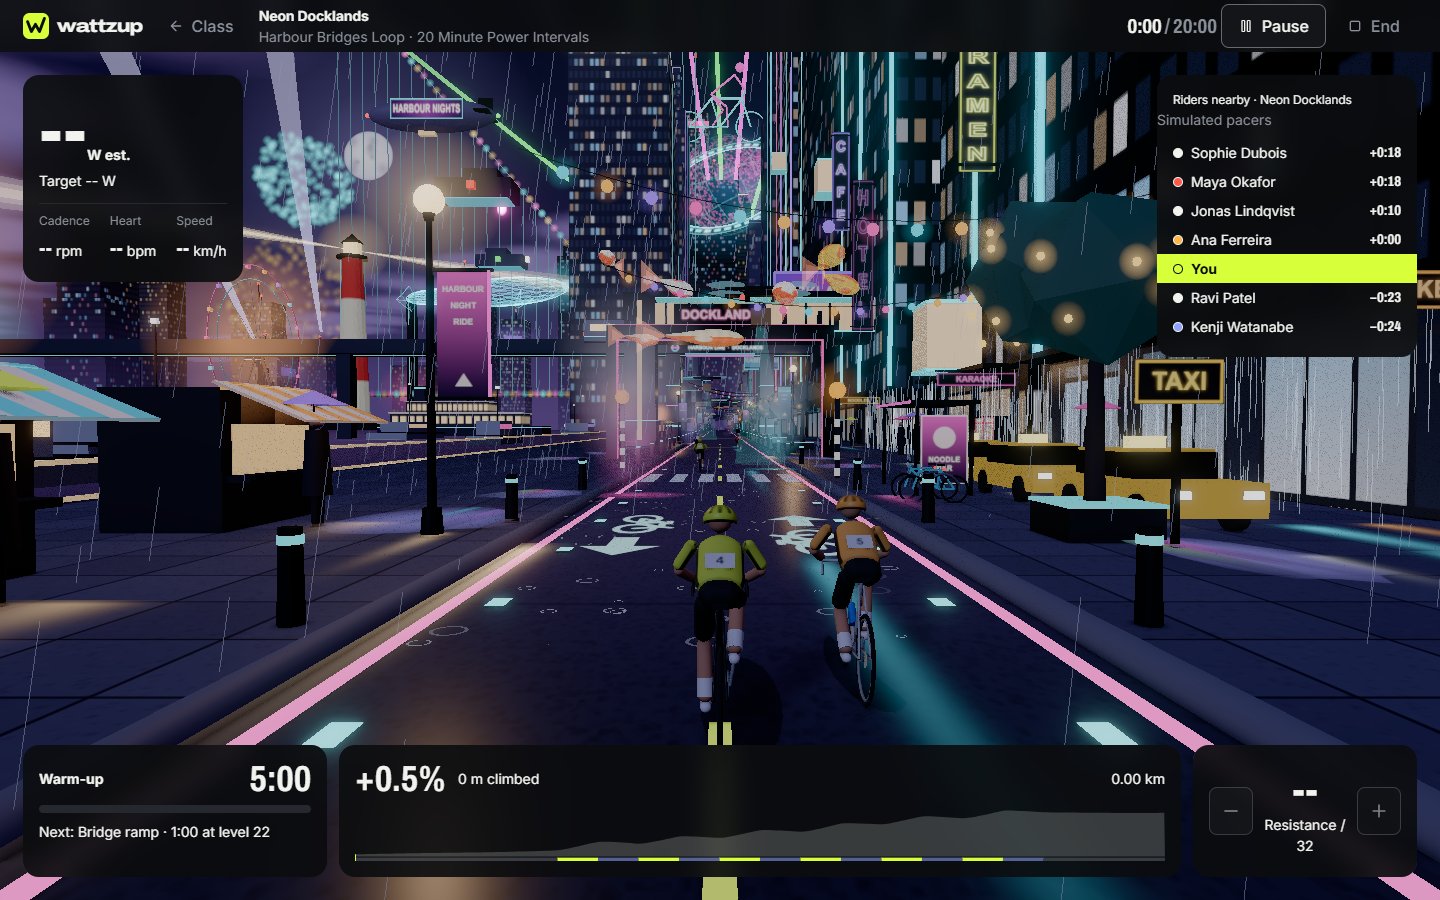 wattzup
Class
Neon Docklands
Harbour Bridges Loop · 20 Minute Power Intervals
0:00 / 20:00
Pause
End
--
W est.
Target -- W
Cadence Heart Speed
-- rpm -- bpm -- km/h
Riders nearby · Neon Docklands
Simulated pacers
Sophie Dubois +0:18
Maya Okafor +0:18
Jonas Lindqvist +0:10
Ana Ferreira +0:00
You
Ravi Patel −0:23
Kenji Watanabe −0:24
HARBOUR NIGHTS
RAMEN
CAFE
HOTEL
HARBOUR
NIGHT
RIDE
DOCKLAND
KARAOKE
TAXI
NOODLE
4
5
Warm-up 5:00
Next: Bridge ramp · 1:00 at level 22
+0.5% 0 m climbed 0.00 km
--
Resistance /
32